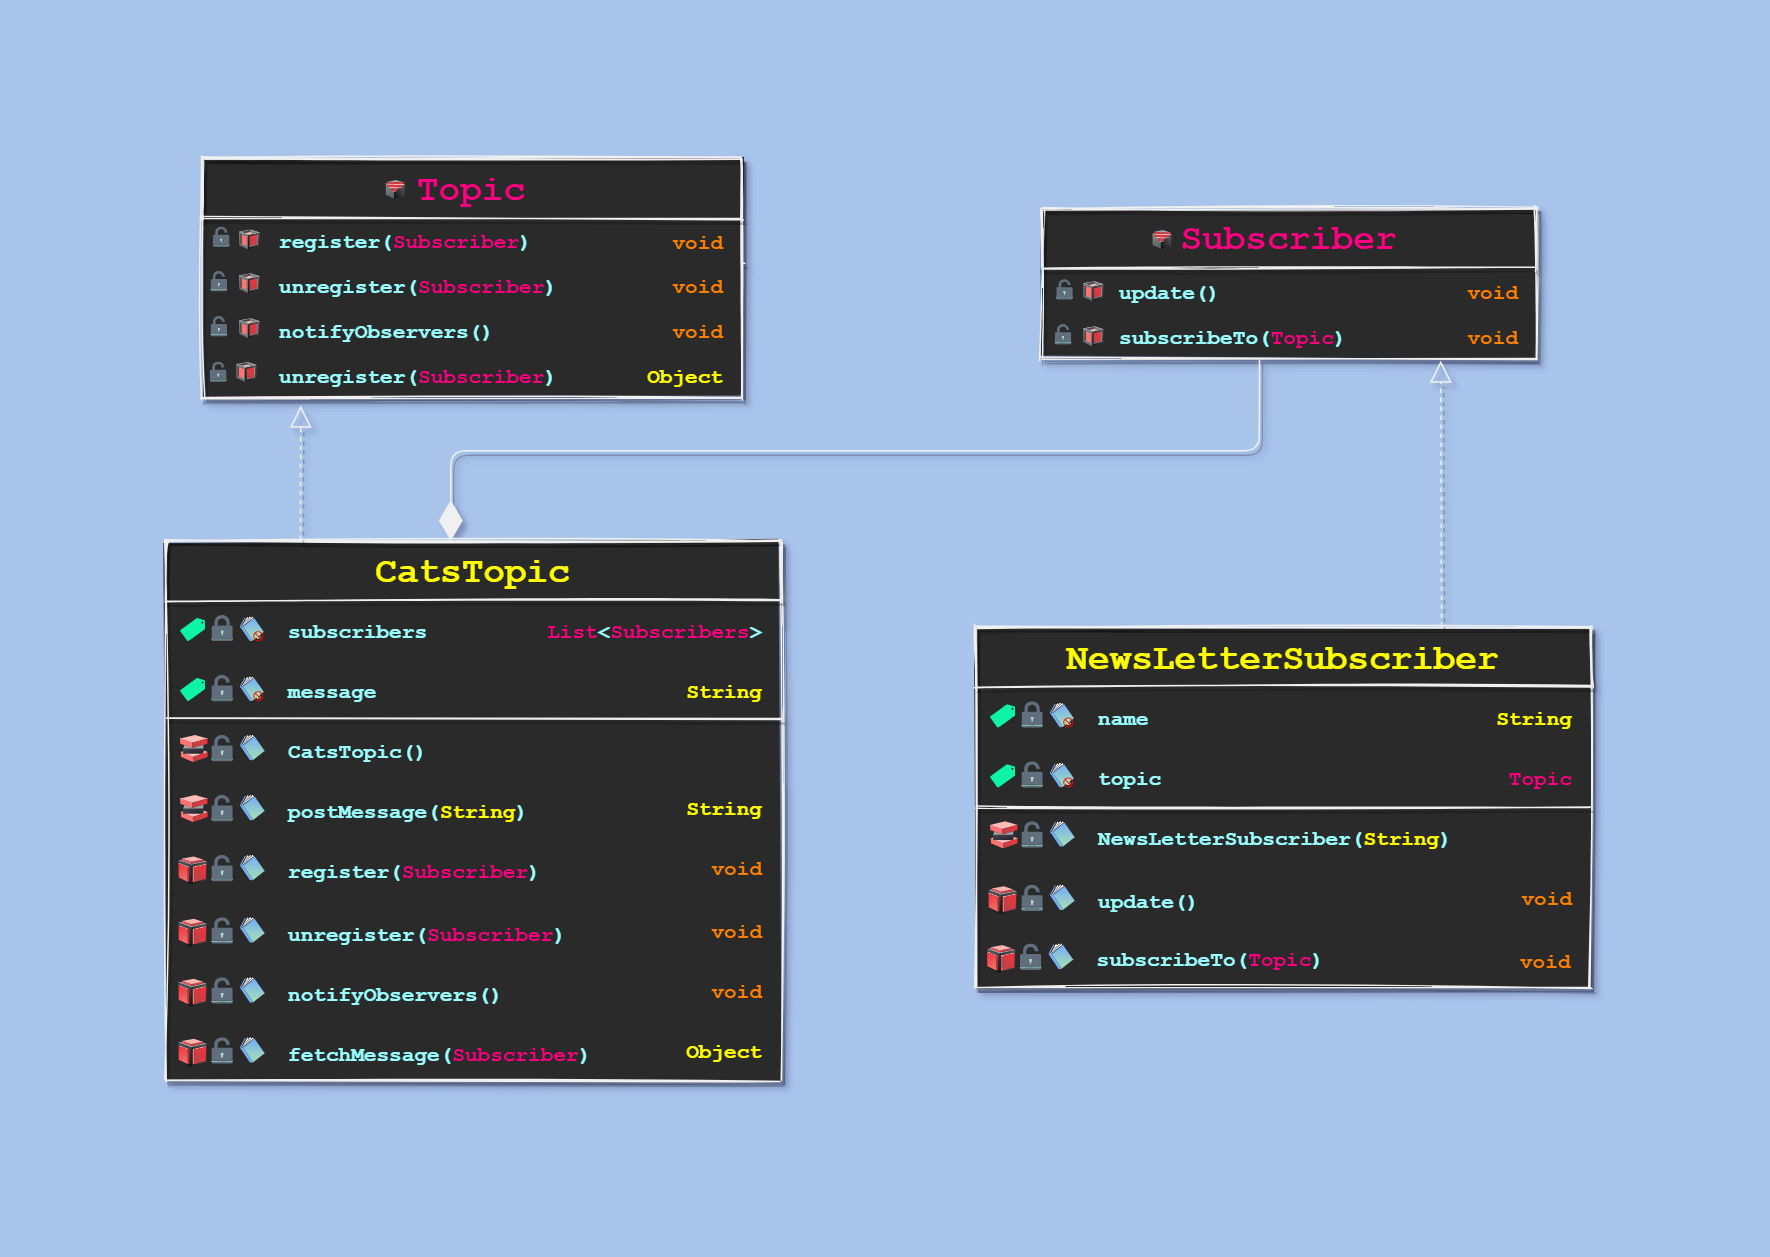 Topic
register(Subscriber) void
unregister(Subscriber) void
notifyObservers() void
unregister(Subscriber) Object
Subscriber
update() void
subscribeTo(Topic) void
CatsTopic
subscribers List<Subscribers>
message String
CatsTopic()
postMessage(String) String
register(Subscriber) void
unregister(Subscriber) void
notifyObservers() void
fetchMessage(Subscriber) Object
NewsLetterSubscriber
name String
topic Topic
NewsLetterSubscriber(String)
update() void
subscribeTo(Topic) void